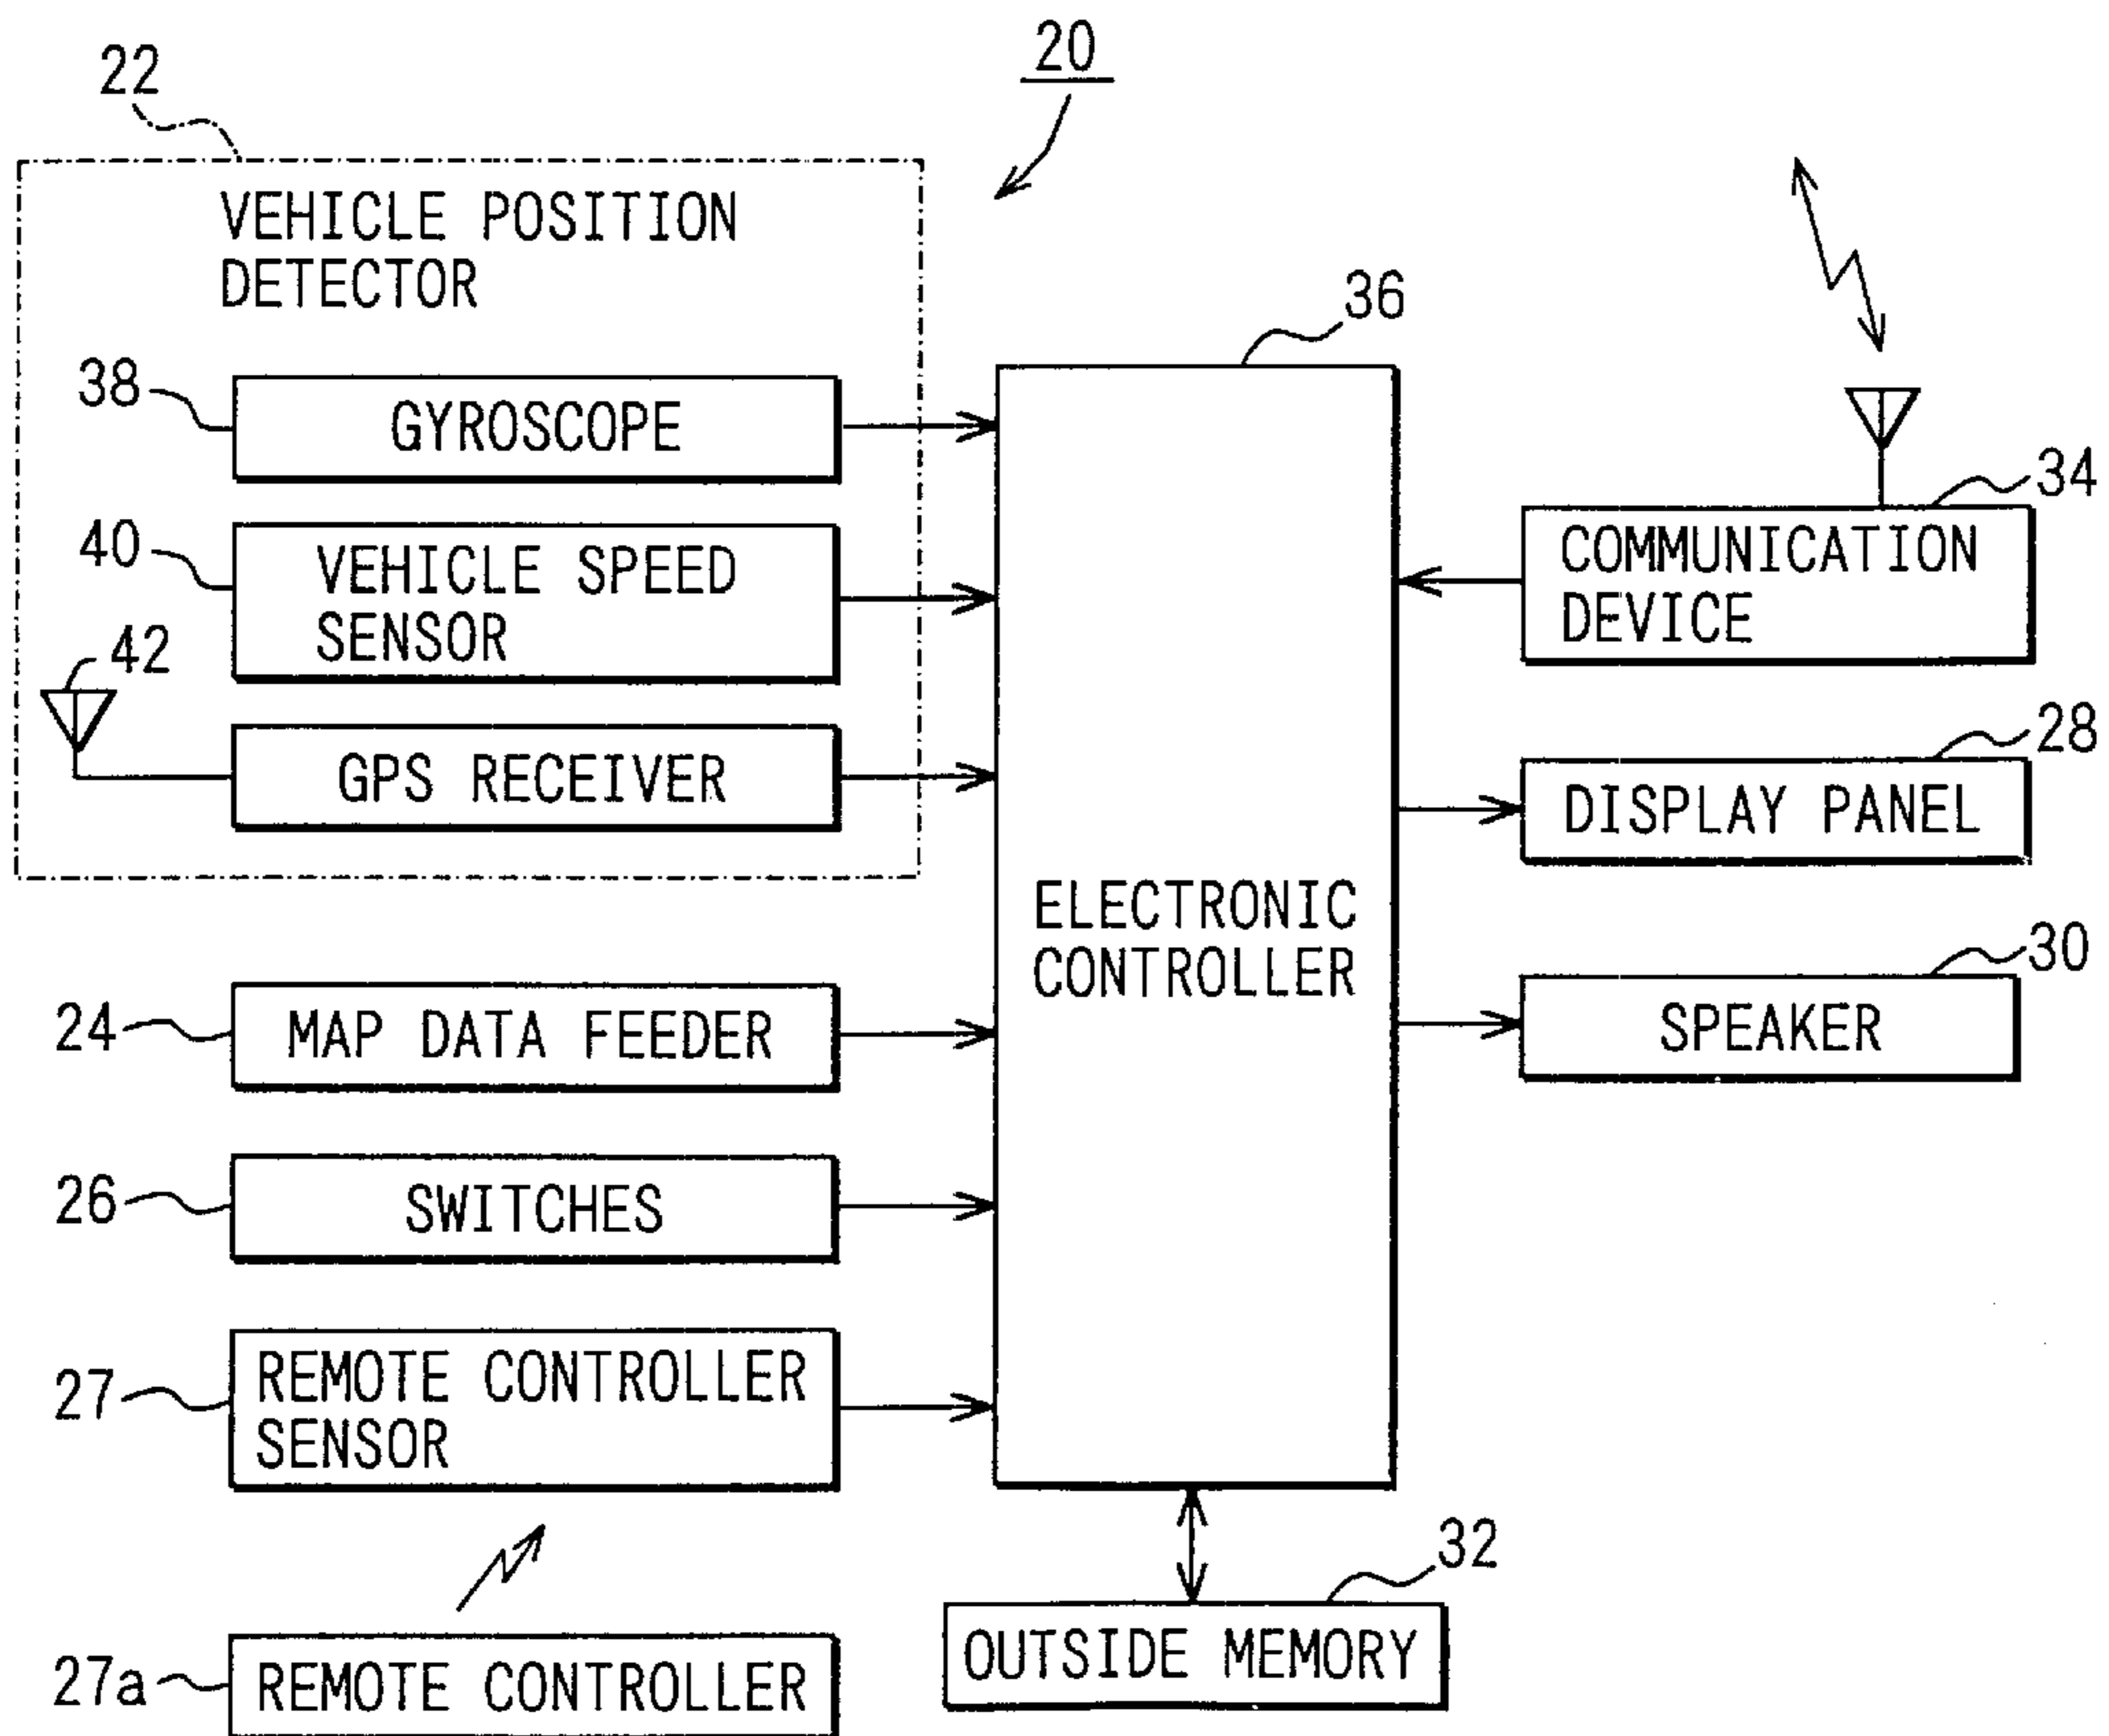 20
22
VEHICLE POSITION
DETECTOR
38
GYROSCOPE
40
VEHICLE SPEED
SENSOR
42
GPS RECEIVER
24
MAP DATA FEEDER
26
SWITCHES
27
REMOTE CONTROLLER
SENSOR
27a
REMOTE CONTROLLER
36
ELECTRONIC
CONTROLLER
34
COMMUNICATION
DEVICE
28
DISPLAY PANEL
30
SPEAKER
32
OUTSIDE MEMORY